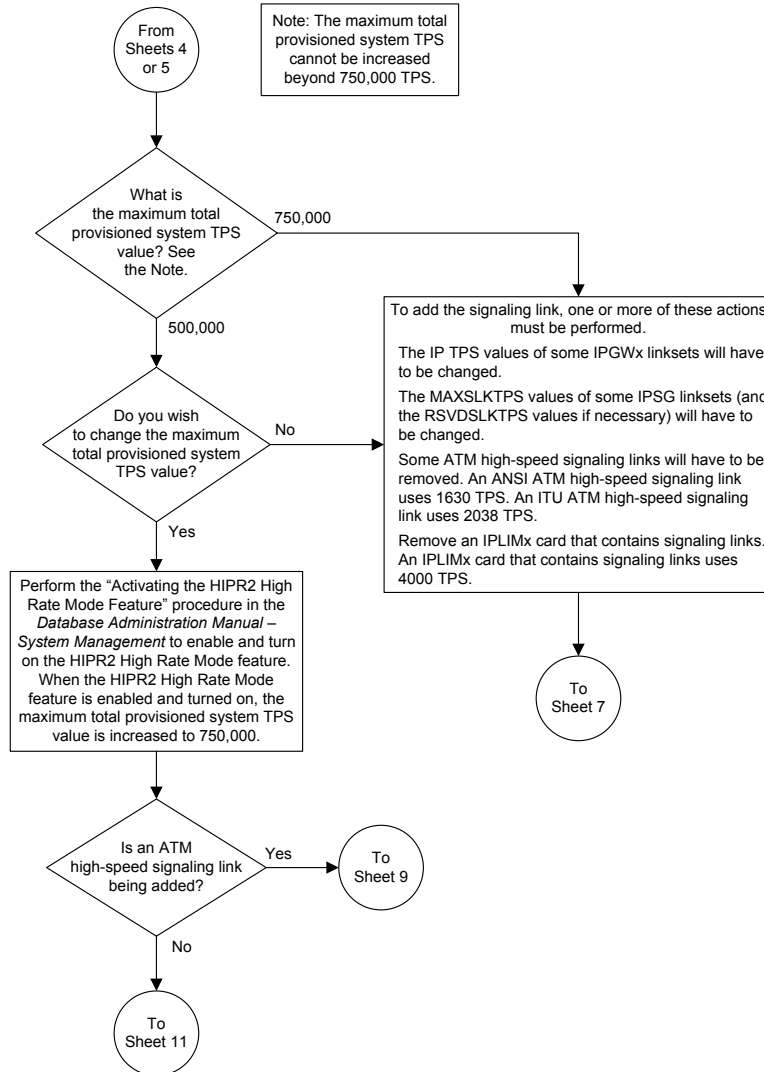 From
Sheets 4
or 5
Note: The maximum total
provisioned system TPS
cannot be increased
beyond 750,000 TPS.
What is
the maximum total
provisioned system TPS
value? See
the Note.
750,000
500,000
To add the signaling link, one or more of these actions
must be performed.
The IP TPS values of some IPGWx linksets will have
to be changed.
The MAXSLKTPS values of some IPSG linksets (and
the RSVDSLKTPS values if necessary) will have to
be changed.
Some ATM high-speed signaling links will have to be
removed. An ANSI ATM high-speed signaling link
uses 1630 TPS. An ITU ATM high-speed signaling
link uses 2038 TPS.
Remove an IPLIMx card that contains signaling links.
An IPLIMx card that contains signaling links uses
4000 TPS.
Do you wish
to change the maximum
total provisioned system
TPS value?
No
Yes
Perform the “Activating the HIPR2 High
Rate Mode Feature” procedure in the
Database Administration Manual –
System Management to enable and turn
on the HIPR2 High Rate Mode feature.
When the HIPR2 High Rate Mode
feature is enabled and turned on, the
maximum total provisioned system TPS
value is increased to 750,000.
To
Sheet 7
Is an ATM
high-speed signaling link
being added?
Yes
To
Sheet 9
No
To
Sheet 11